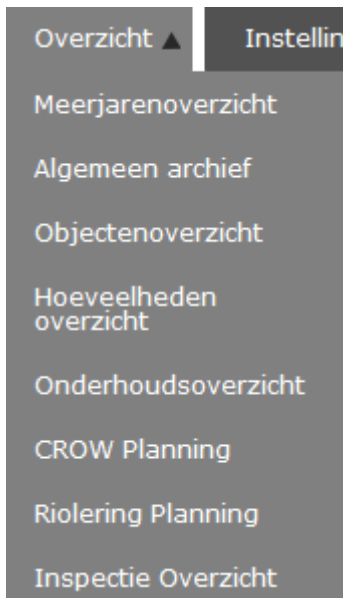 Overzicht ▲ Instellin
Meerjarenoverzicht
Algemeen archief
Objectenoverzicht
Hoeveelheden
overzicht
Onderhoudsoverzicht
CROW Planning
Riolering Planning
Inspectie Overzicht